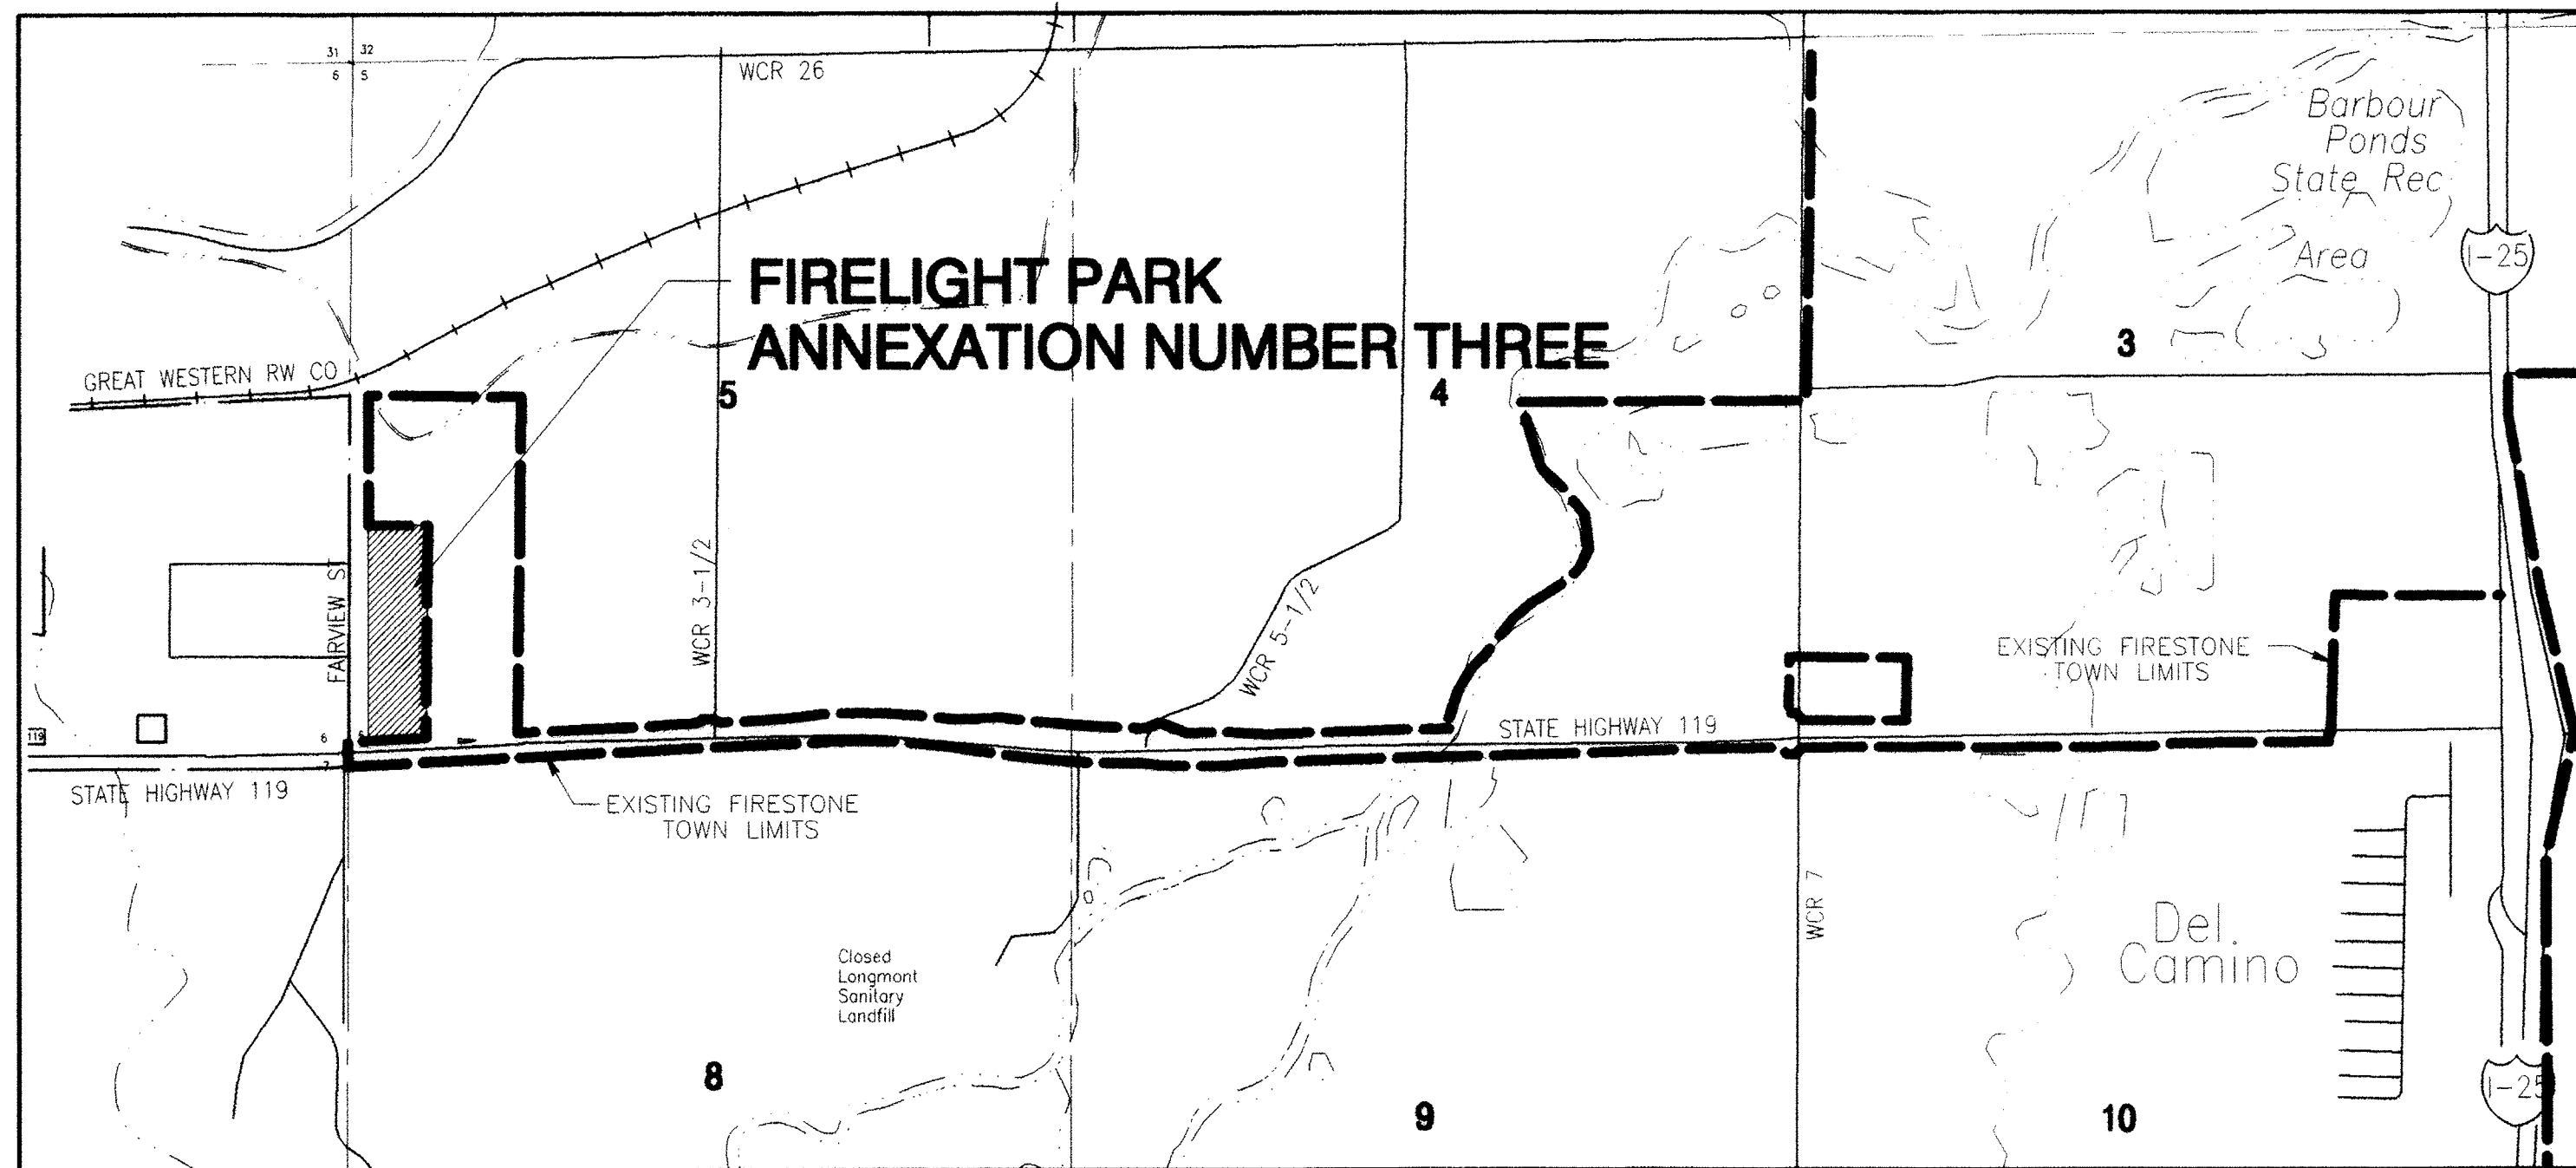 31 32
6 5
WCR 26
Barbour
Ponds
State Rec
Area
I-25
FIRELIGHT PARK
ANNEXATION NUMBER THREE
3
GREAT WESTERN RW CO
5
4
FAIRVIEW ST
WCR 3-1/2
WCR 5-1/2
EXISTING FIRESTONE
TOWN LIMITS
119
6
7
STATE HIGHWAY 119
STATE HIGHWAY 119
EXISTING FIRESTONE
TOWN LIMITS
WCR 7
Del
Camino
Closed
Longmont
Sanitary
Landfill
8
9
10
I-25